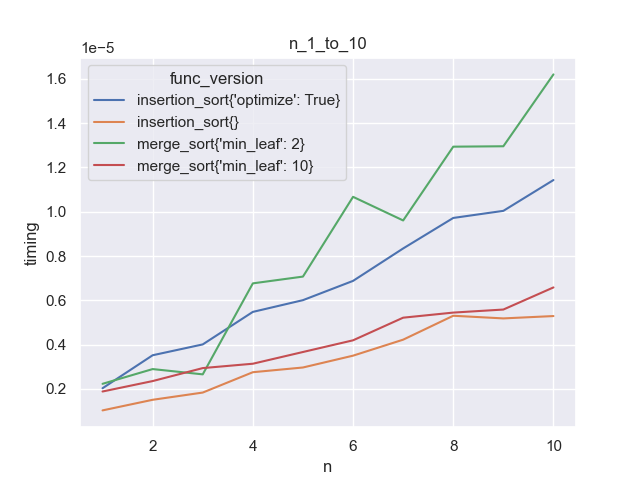 n_1_to_10
1e−5
func_version
insertion_sort{'optimize': True}
insertion_sort{}
merge_sort{'min_leaf': 2}
merge_sort{'min_leaf': 10}
1.6
1.4
1.2
1.0
0.8
0.6
0.4
0.2
timing
2 4 6 8 10
n